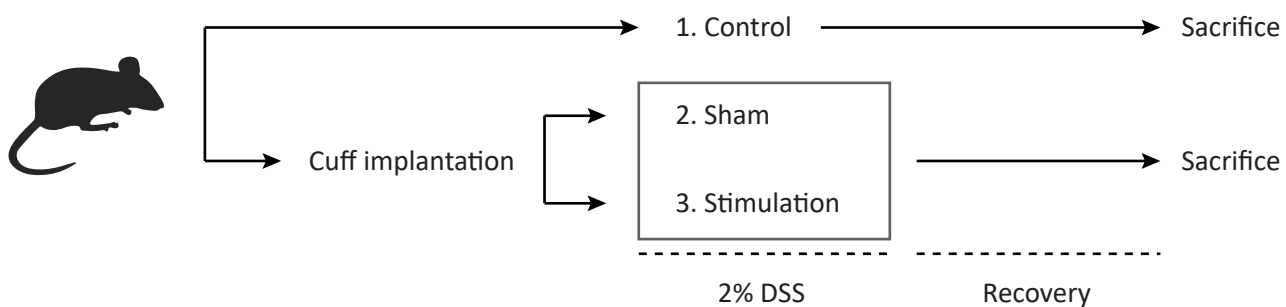 1. Control
Sacrifice
2. Sham
Cuff implantation
Sacrifice
3. Stimulation
2% DSS
Recovery